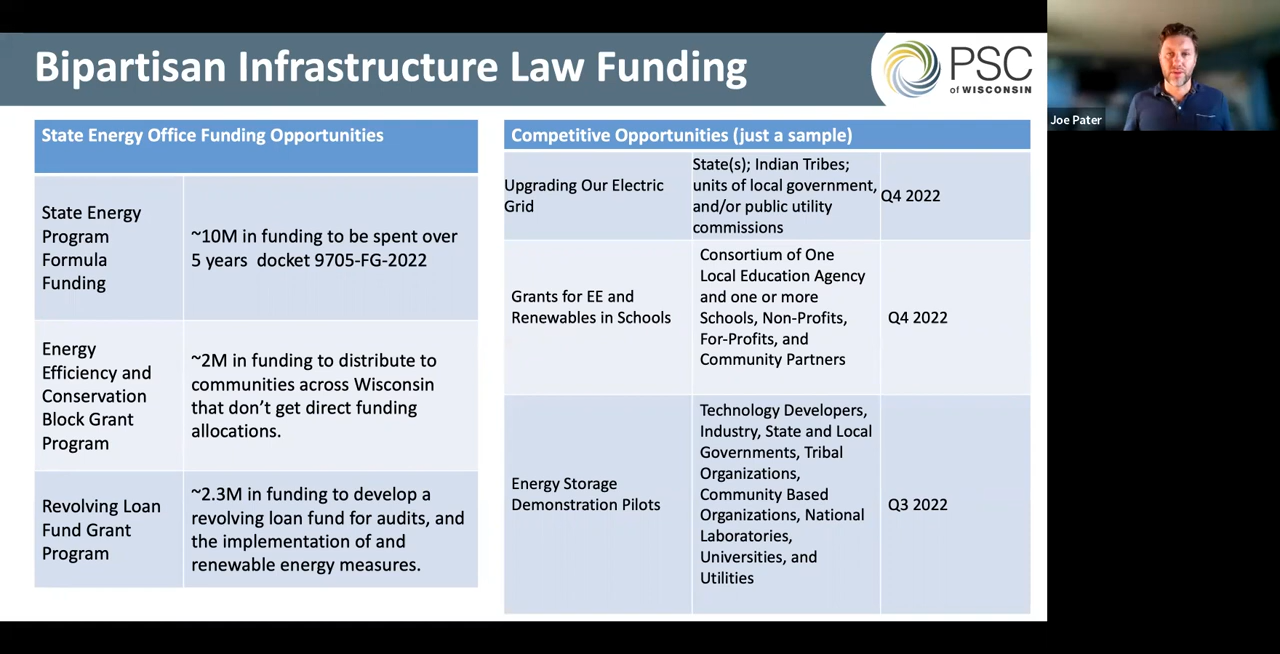 Bipartisan Infrastructure Law Funding
PSC
of WISCONSIN
Joe Pater
State Energy Office Funding Opportunities
State Energy
Program
Formula
Funding
~10M in funding to be spent over
5 years docket 9705-FG-2022
Energy
Efficiency and
Conservation
Block Grant
Program
~2M in funding to distribute to
communities across Wisconsin
that don’t get direct funding
allocations.
Revolving Loan
Fund Grant
Program
~2.3M in funding to develop a
revolving loan fund for audits, and
the implementation of and
renewable energy measures.
Competitive Opportunities (just a sample)
Upgrading Our Electric
Grid
State(s); Indian Tribes;
units of local government,
and/or public utility
commissions
Q4 2022
Grants for EE and
Renewables in Schools
Consortium of One
Local Education Agency
and one or more
Schools, Non-Profits,
For-Profits, and
Community Partners
Q4 2022
Energy Storage
Demonstration Pilots
Technology Developers,
Industry, State and Local
Governments, Tribal
Organizations,
Community Based
Organizations, National
Laboratories,
Universities, and
Utilities
Q3 2022